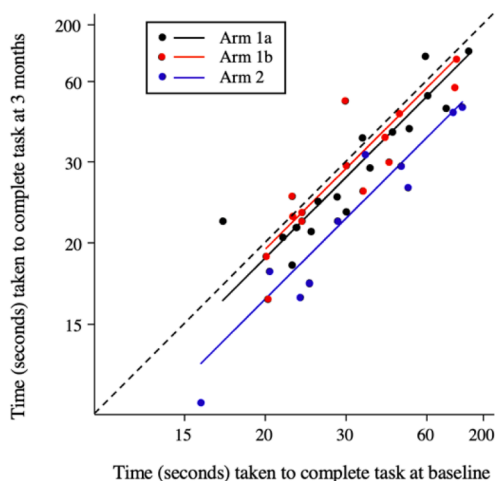 Time (seconds) taken to complete task at 3 months
200
60
30
20
15
Arm 1a
Arm 1b
Arm 2
15 20 30 60 200
Time (seconds) taken to complete task at baseline